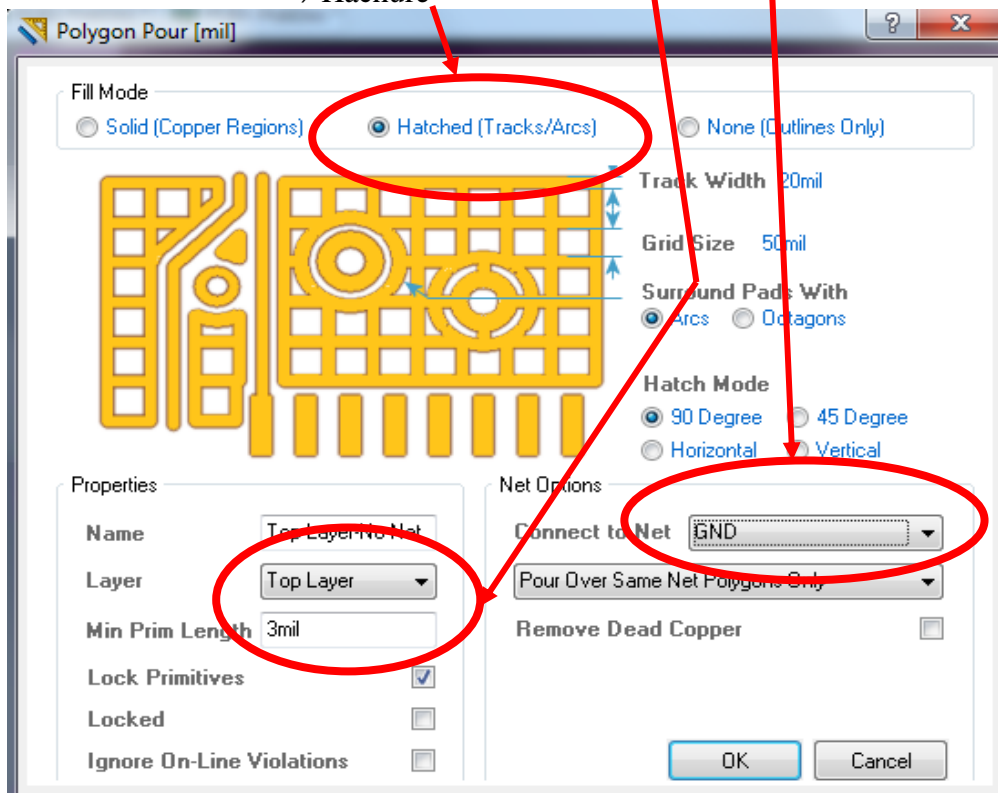 Hachure
Polygon Pour [mil]
Fill Mode
Solid (Copper Regions)
Hatched (Tracks/Arcs)
None (Outlines Only)
Track Width 20mil
Grid Size 50mil
Surround Pads With
Arcs Octagons
Hatch Mode
90 Degree 45 Degree
Horizontal Vertical
Properties
Name Top Layer-No Net
Layer Top Layer
Min Prim Length 3mil
Lock Primitives
Locked
Ignore On-Line Violations
Net Options
Connect to Net GND
Pour Over Same Net Polygons Only
Remove Dead Copper
OK Cancel